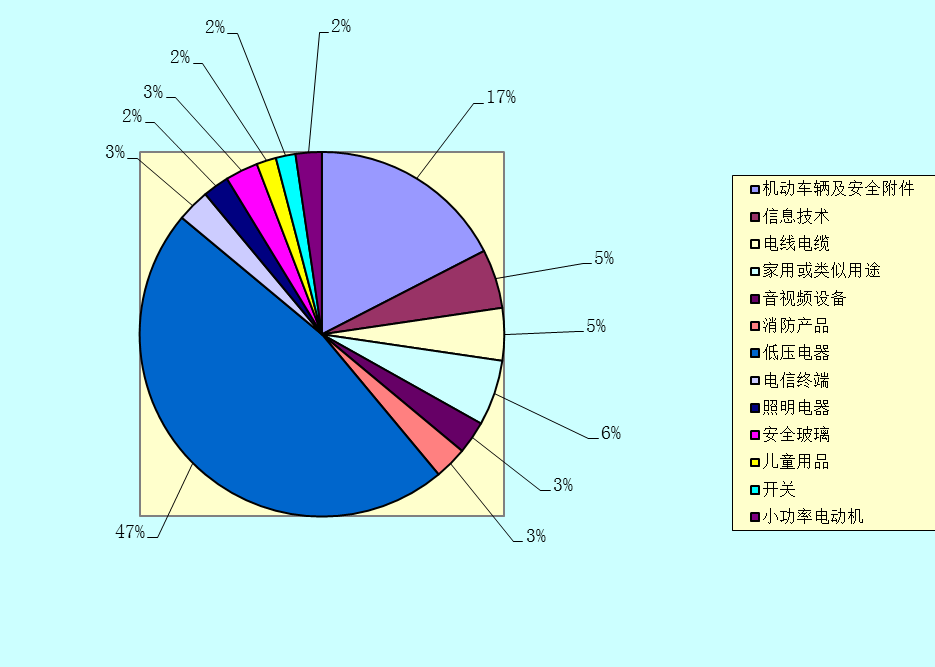 2%
2%
2%
3%
2%
3%
17%
5%
5%
6%
3%
3%
47%
机动车辆及安全附件
信息技术
电线电缆
家用或类似用途
音视频设备
消防产品
低压电器
电信终端
照明电器
安全玻璃
儿童用品
开关
小功率电动机